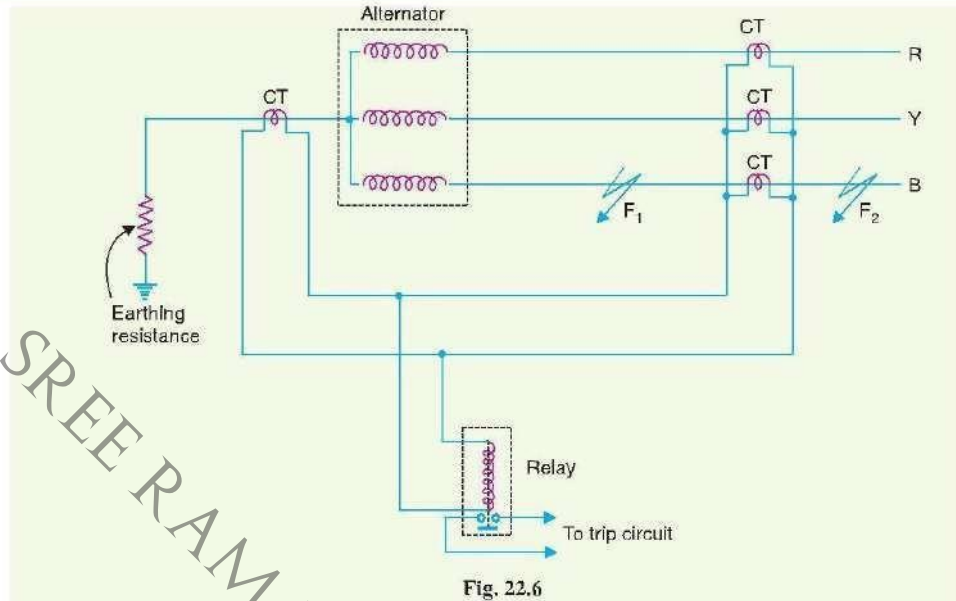 Alternator
CT
R
CT
CT
Y
CT
B
F₁
F₂
Earthing
resistance
Relay
To trip circuit
Fig. 22.6
SREE RAM